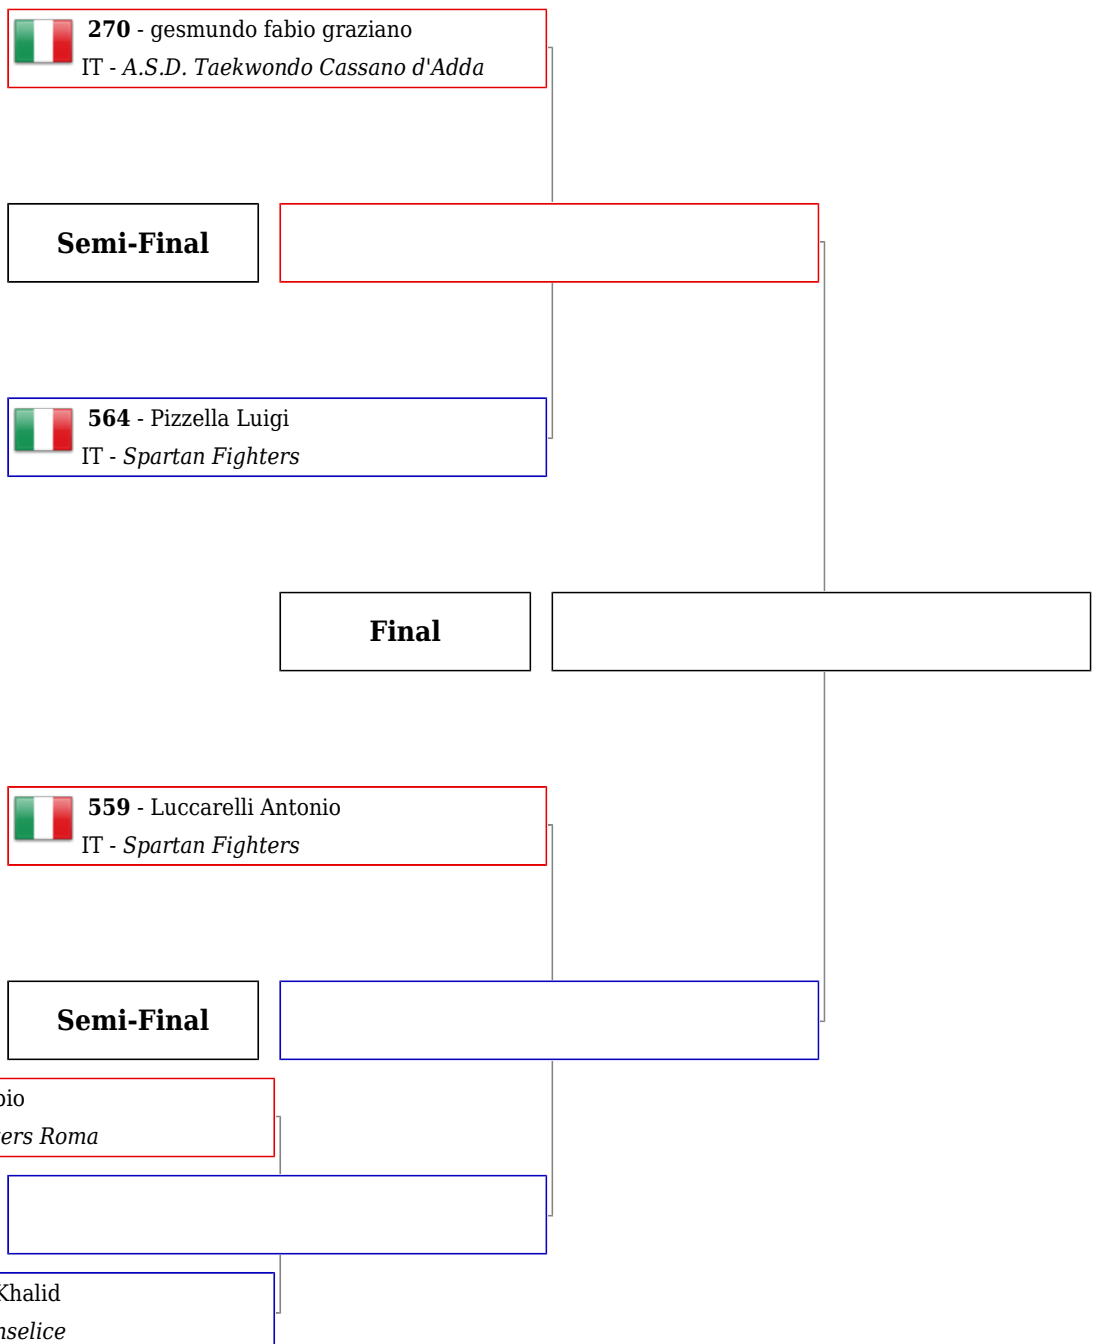 270 - gesmundo fabio graziano
IT - A.S.D. Taekwondo Cassano d'Adda
Semi-Final
564 - Pizzella Luigi
IT - Spartan Fighters
Final
559 - Luccarelli Antonio
IT - Spartan Fighters
Semi-Final
Roma
Khalid